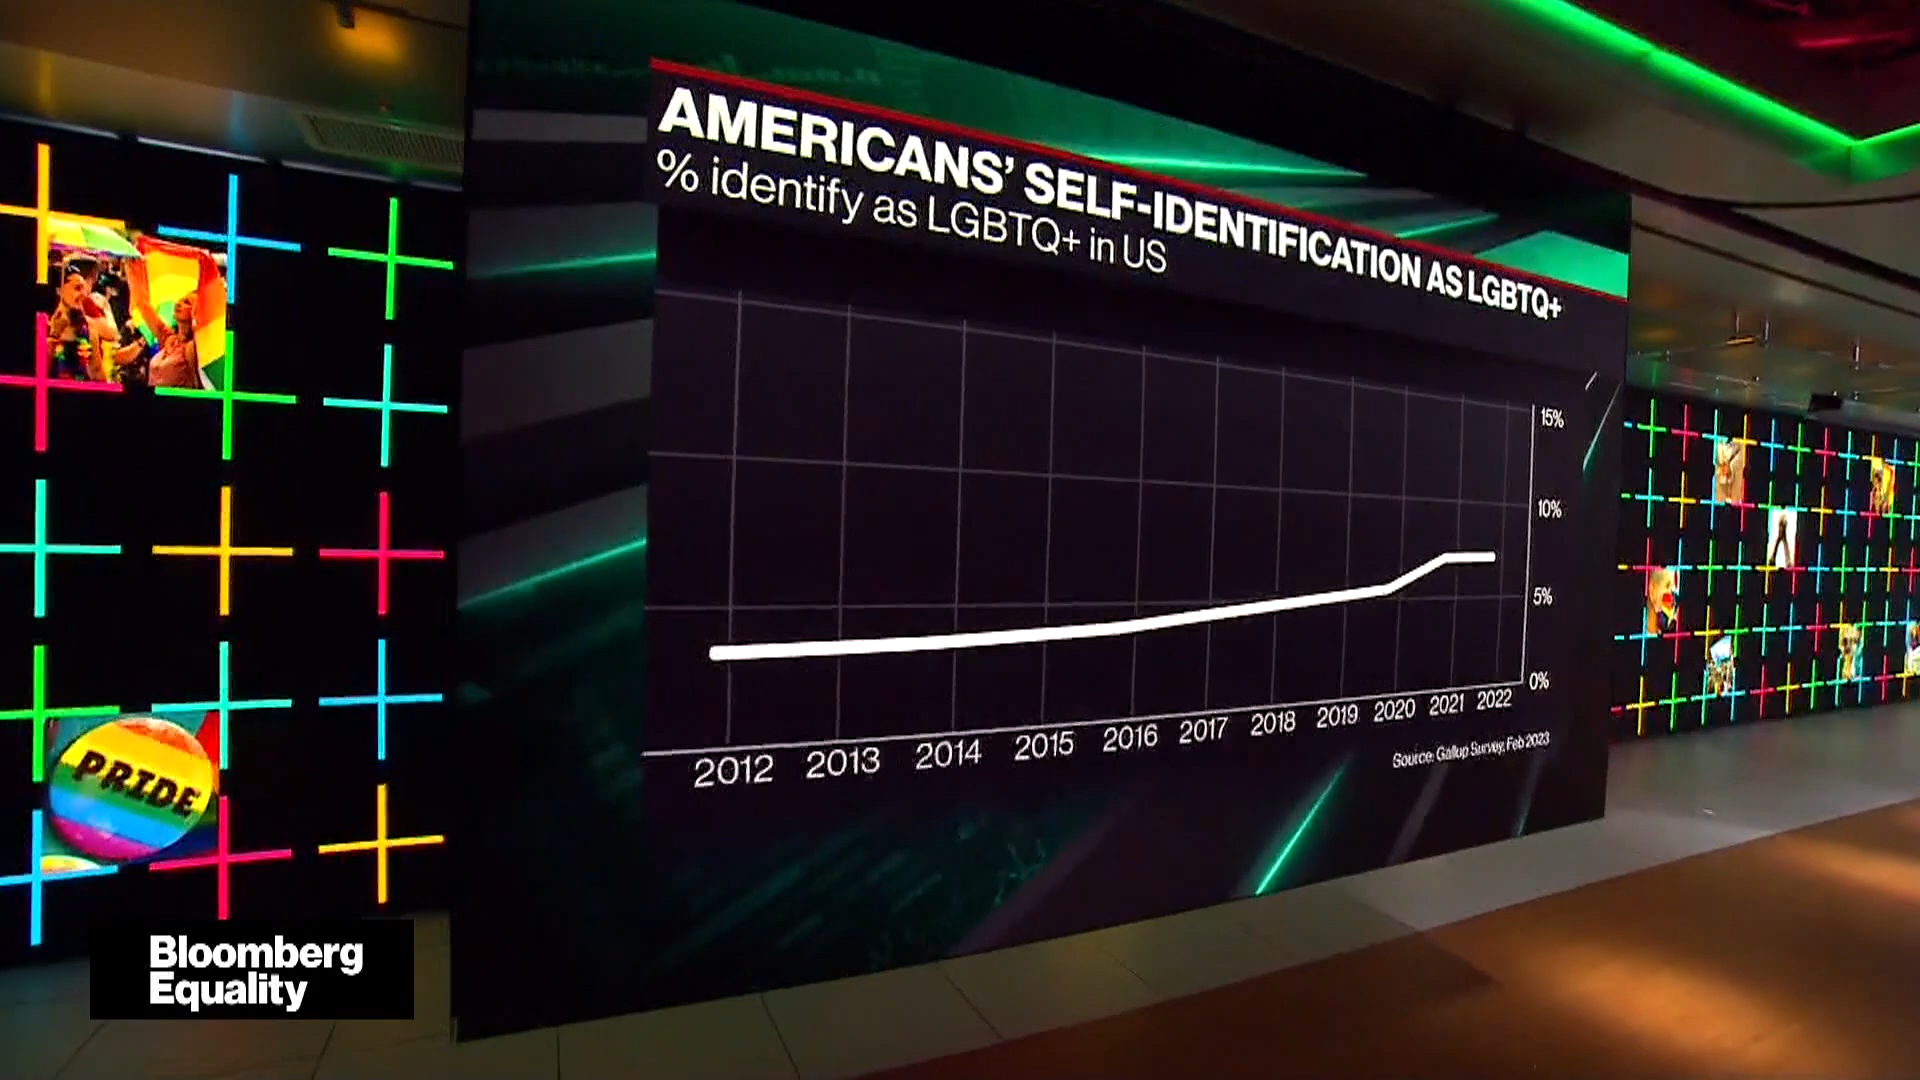 AMERICANS’ SELF-IDENTIFICATION AS LGBTQ+
% identify as LGBTQ+ in US
15%
10%
5%
0%
2012 2013 2014 2015 2016 2017 2018 2019 2020 2021 2022
Source: Gallup Survey, Feb 2023
PRIDE
Bloomberg
Equality